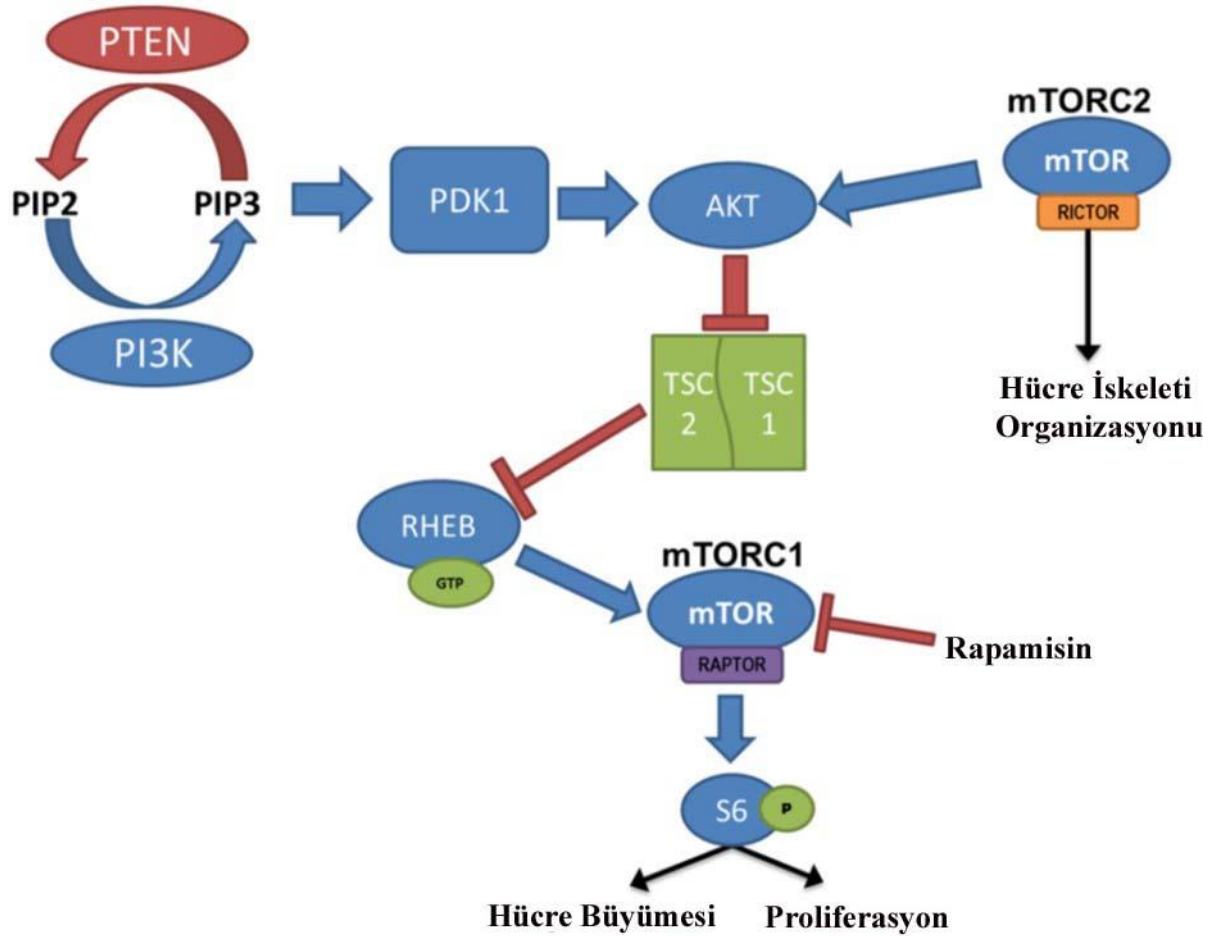 PTEN
PIP2
PIP3
PI3K
PDK1
AKT
mTORC2
mTOR
RICTOR
Hücre İskeleti
Organizasyonu
TSC
2
TSC
1
RHEB
GTP
mTORC1
mTOR
RAPTOR
Rapamisin
S6
P
Hücre Büyümesi
Proliferasyon